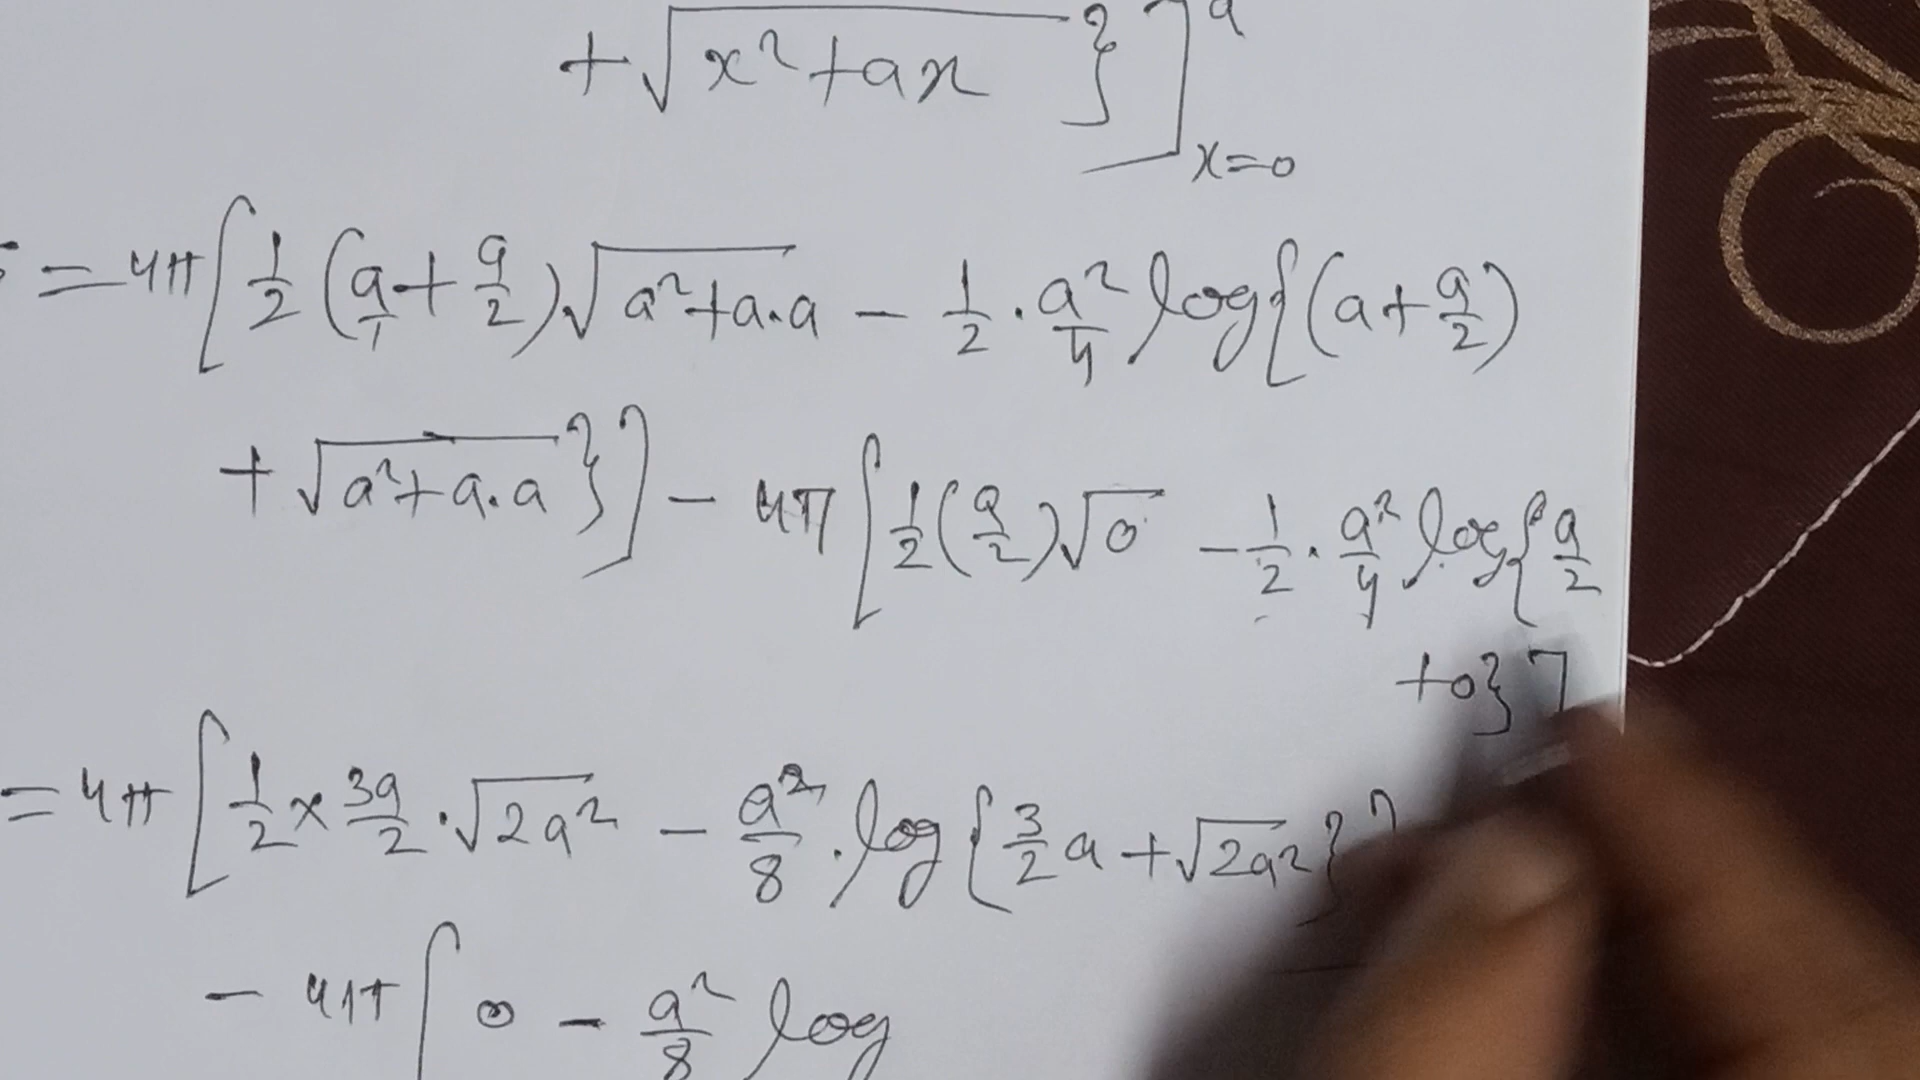 +√(x²+ax) }]ᵃ
x=0
= 4π[1/2 (a/1 + a/2)√(a²+a.a) − 1/2 . a²/4 log{(a+a/2)
+ √(a²+a.a)}] − 4π[1/2(a/2)√0 − 1/2 . a²/4 log{a/2
+0}]
= 4π[1/2 × 3a/2 . √(2a²) − a²/8 . log{3/2 a + √(2a²)}]
− 4π[0 − a²/8 log